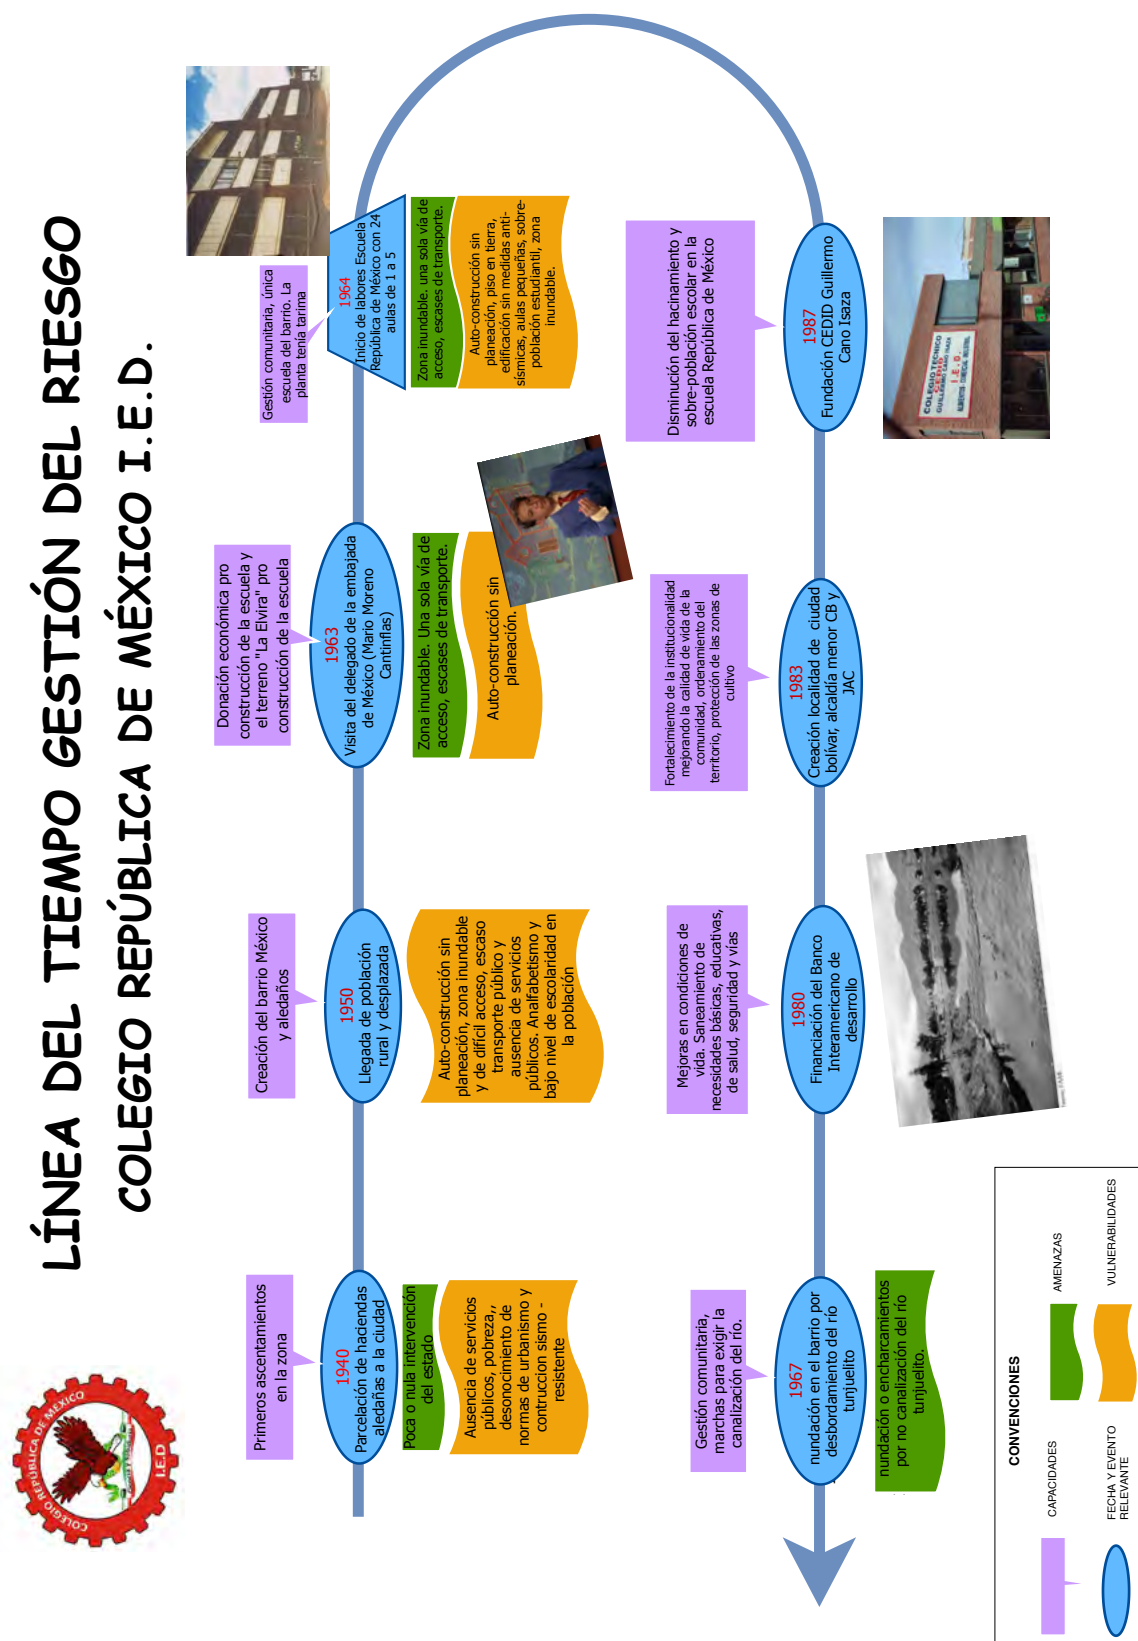 LÍNEA DEL TIEMPO GESTIÓN DEL RIESGO
COLEGIO REPÚBLICA DE MÉXICO I.E.D.
COLEGIO REPÚBLICA DE MÉXICO
I.E.D
Primeros ascentamientos
en la zona
1940
Parcelación de haciendas
aledañas a la ciudad
Poca o nula intervención
del estado
Ausencia de servicios
públicos, pobreza,,
desonocimiento de
normas de urbanismo y
contruccion sismo -
resistente
Creación del barrio México
y aledaños
1950
Llegada de población
rural y desplazada
Auto-construcción sin
planeación, zona inundable
y de difícil acceso, escaso
transporte público y
ausencia de servicios
públicos. Analfabetismo y
bajo nivel de escolaridad en
la población
Donación económica pro
construcción de la escuela y
el terreno "La Elvira" pro
construcción de la escuela
1963
Visita del delegado de la embajada
de México (Mario Moreno
Cantinflas)
Zona inundable. Una sola vía de
acceso, escases de transporte.
Auto-construcción sin
planeación.
Gestión comunitaria, única
escuela del barrio. La
planta tenía tarima
1964
Inicio de labores Escuela
República de México con 24
aulas de 1 a 5
Zona inundable. una sola vía de
acceso, escases de transporte.
Auto-construcción sin
planeación, piso en tierra,
edificación sin medidas anti-
sísmicas, aulas pequeñas, sobre-
población estudiantil, zona
inundable.
Gestión comunitaria,
marchas para exigir la
canalización del río.
1967
nundación en el barrio por
desbordamiento del río
tunjuelito
nundación o encharcamientos
por no canalización del río
tunjuelito.
Mejoras en condiciones de
vida. Saneamiento de
necesidades básicas, educativas,
de salud, seguridad y vías
1980
Financiación del Banco
Interamericano de
desarrollo
Fortalecimiento de la institucionalidad
mejorando la calidad de vida de la
comunidad, ordenamiento del
territorio, protección de las zonas de
cultivo
1983
Creación localidad de ciudad
bolívar, alcaldía menor CB y
JAC
Disminución del hacinamiento y
sobre-población escolar en la
escuela República de México
1987
Fundación CEDID Guillermo
Cano Isaza
COLEGIO TECNICO
CEDID
GUILLERMO CANO ISAZA
I.E.D.
CONVENCIONES
CAPACIDADES
AMENAZAS
FECHA Y EVENTO
RELEVANTE
VULNERABILIDADES